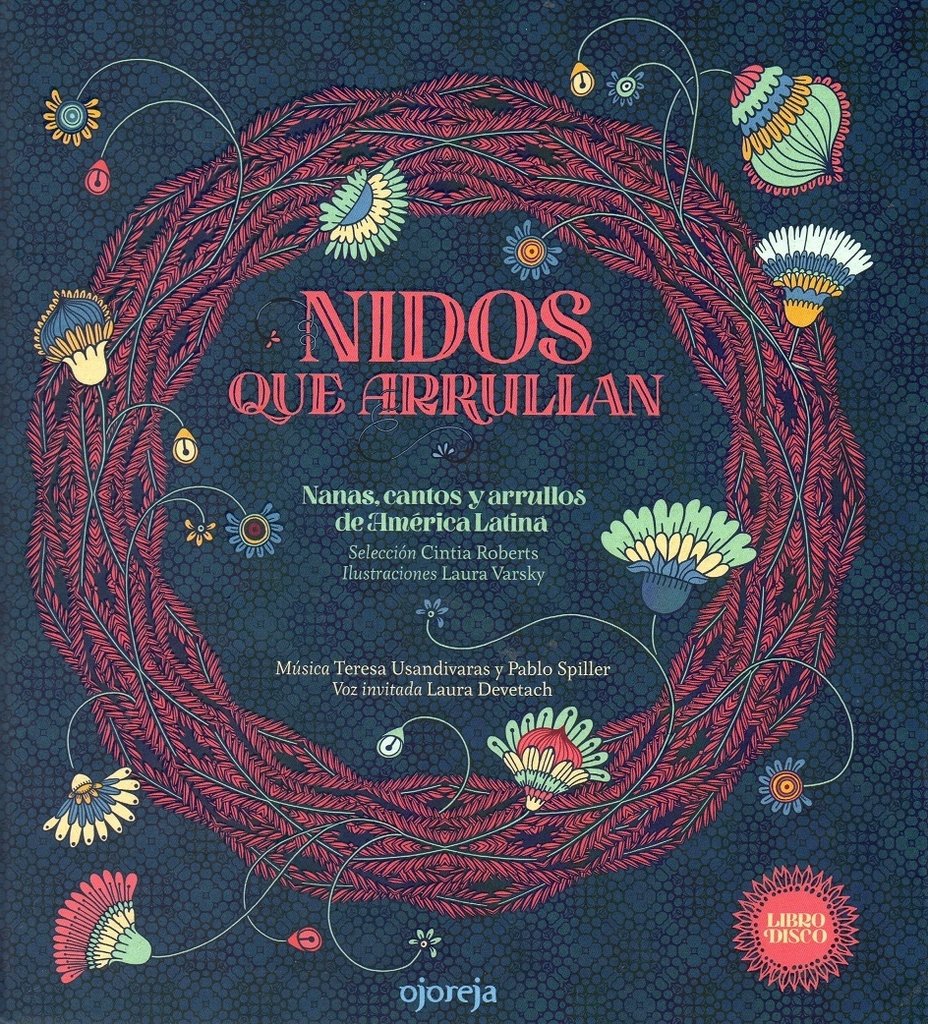 NIDOS
QUE ARRULLAN
Nanas, cantos y arrullos
de América Latina
Selección Cintia Roberts
Ilustraciones Laura Varsky
Música Teresa Usandivaras y Pablo Spiller
Voz invitada Laura Devetach
LIBRO
DISCO
ojoreja